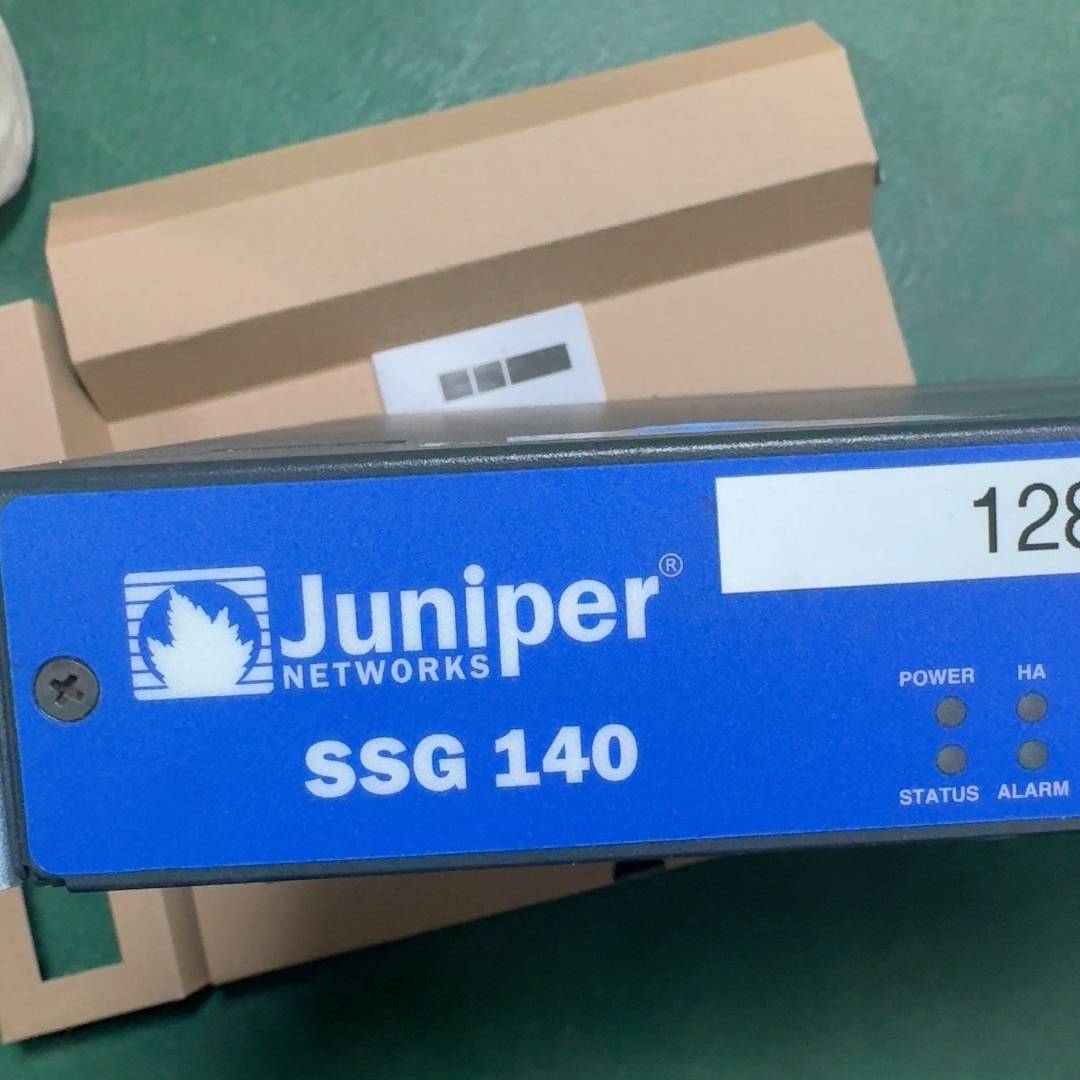 128
Juniper®
NETWORKS
SSG 140
POWER HA
STATUS ALARM